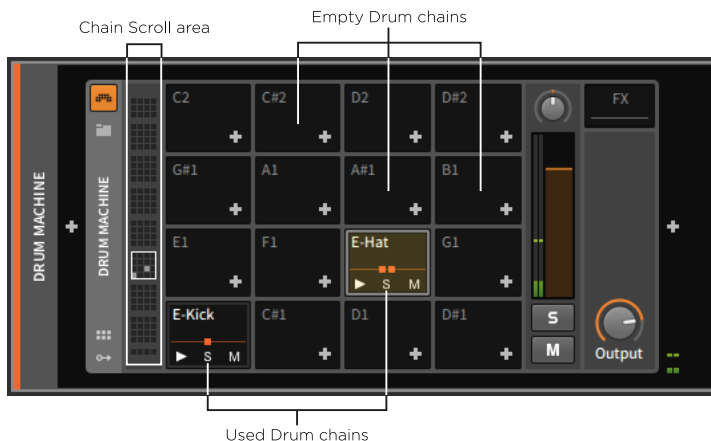 Empty Drum chains
Chain Scroll area
DRUM MACHINE
DRUM MACHINE
C2
C#2
D2
D#2
FX
G#1
A1
A#1
B1
E1
F1
E-Hat
S M
G1
E-Kick
S M
C#1
D1
D#1
S
M
Output
Used Drum chains